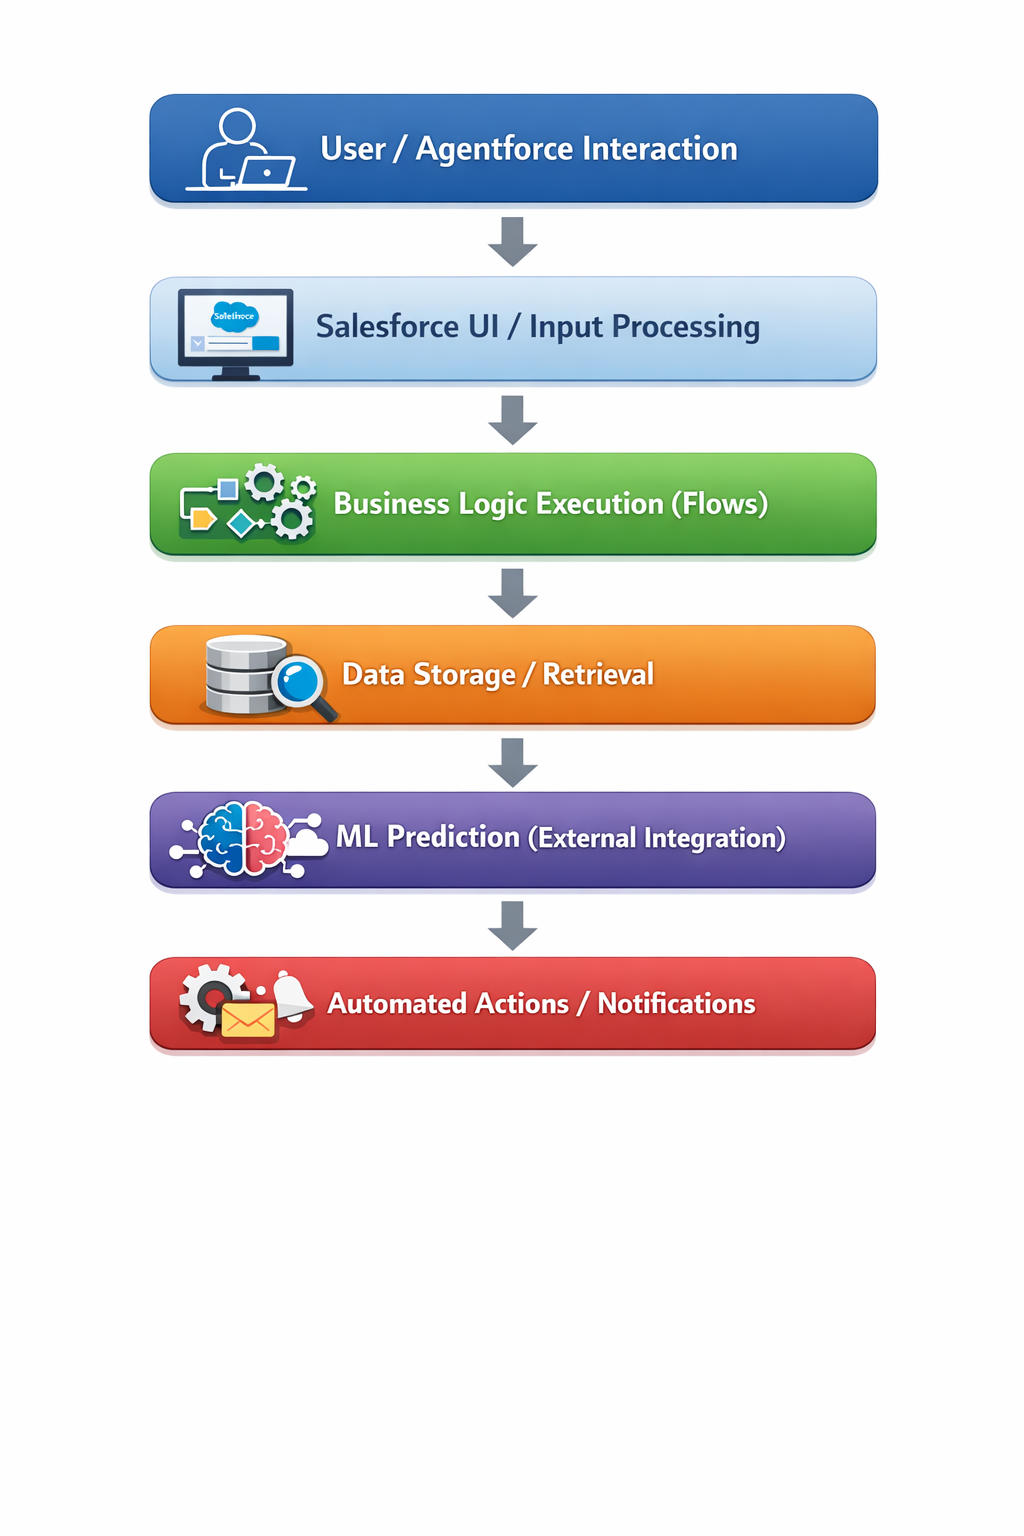 User / Agentforce Interaction
Salesforce UI / Input Processing
Business Logic Execution (Flows)
Data Storage / Retrieval
ML Prediction (External Integration)
Automated Actions / Notifications